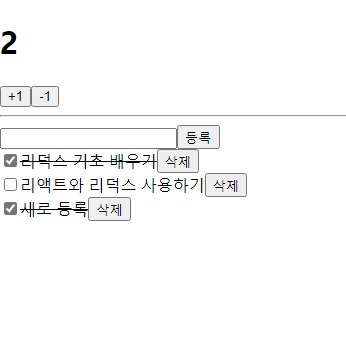 2
+1 -1
등록
리덕스 기초 배우기 삭제
리액트와 리덕스 사용하기 삭제
새로 등록 삭제